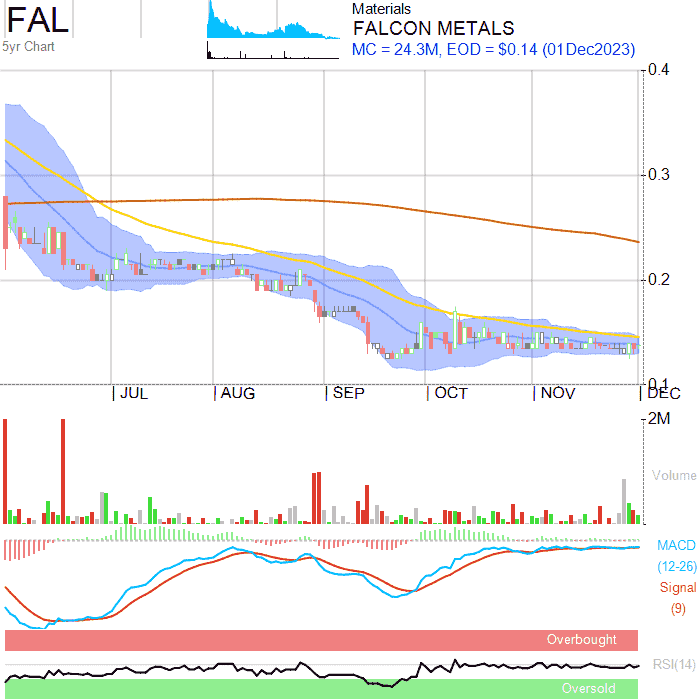 FAL
5yr Chart
Materials
FALCON METALS
MC = 24.3M, EOD = $0.14 (01Dec2023)
0.4
0.3
0.2
0.1
JUL AUG SEP OCT NOV DEC
2M
Volume
MACD
(12-26)
Signal
(9)
Overbought
RSI(14)
Oversold